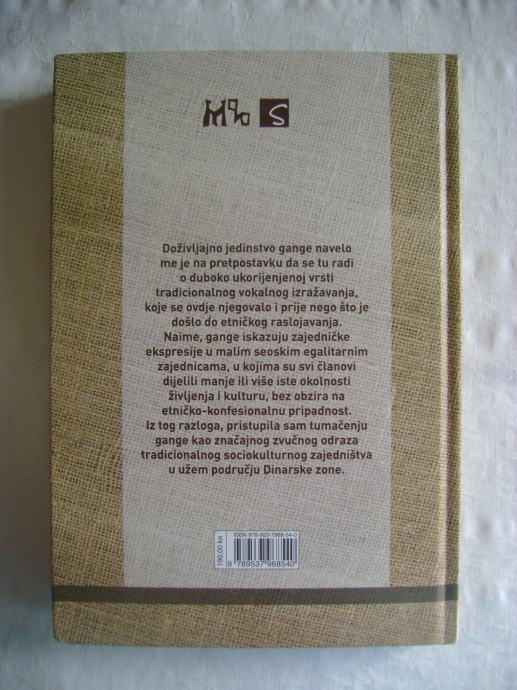 S
Doživljajno jedinstvo gange navelo
me je na pretpostavku da se tu radi
o duboko ukorijenjenoj vrsti
tradicionalnog vokalnog izražavanja,
koje se ovdje njegovalo i prije nego što je
došlo do etničkog raslojavanja.
Naime, gange iskazuju zajedničke
ekspresije u malim seoskim egalitarnim
zajednicama, u kojima su svi članovi
dijelili manje ili više iste okolnosti
življenja i kulturu, bez obzira na
etničko-konfesionalnu pripadnost.
Iz tog razloga, pristupila sam tumačenju
gange kao značajnog zvučnog odraza
tradicionalnog sociokulturnog zajedništva
u užem području Dinarske zone.
190,00 kn
9 789537 968540